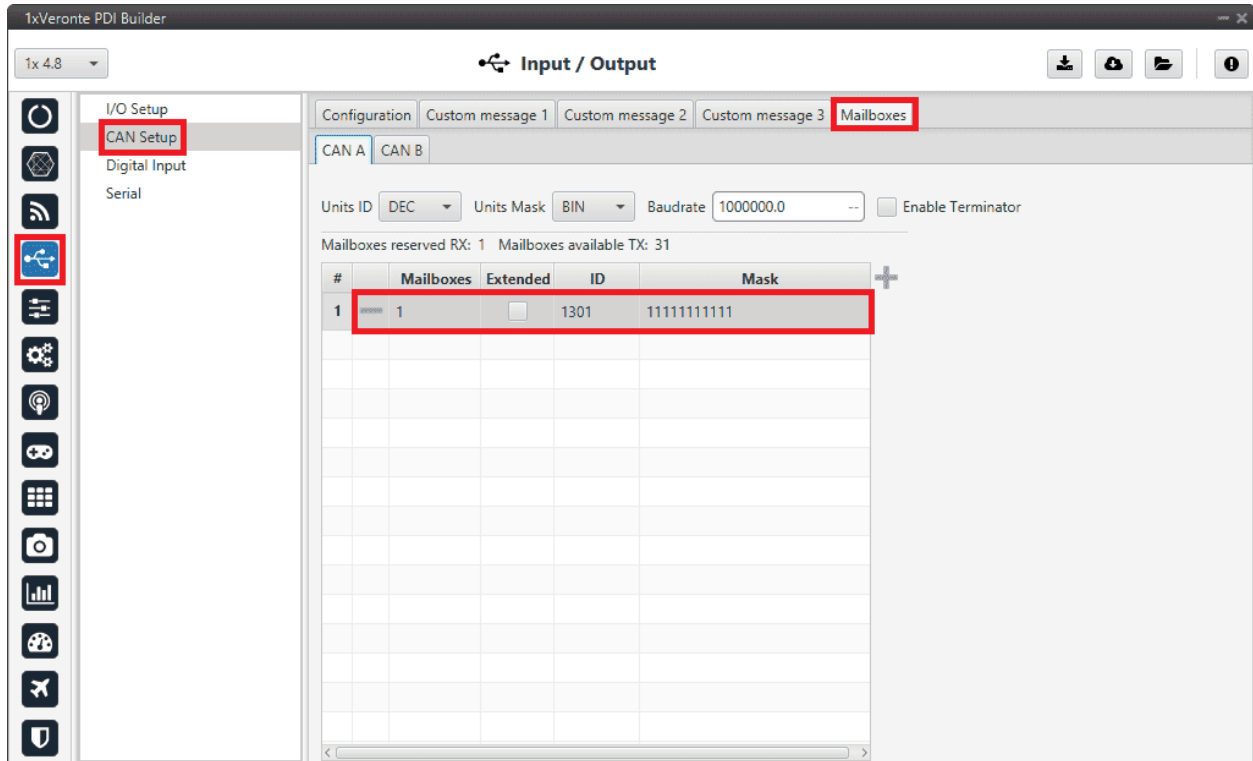 1xVeronte PDI Builder
1x 4.8
Input / Output
I/O Setup
CAN Setup
Digital Input
Serial
Configuration Custom message 1 Custom message 2 Custom message 3 Mailboxes
CAN A CAN B
Units ID DEC Units Mask BIN Baudrate 1000000.0 -- Enable Terminator
Mailboxes reserved RX: 1 Mailboxes available TX: 31
# Mailboxes Extended ID Mask
1 1 1301 11111111111